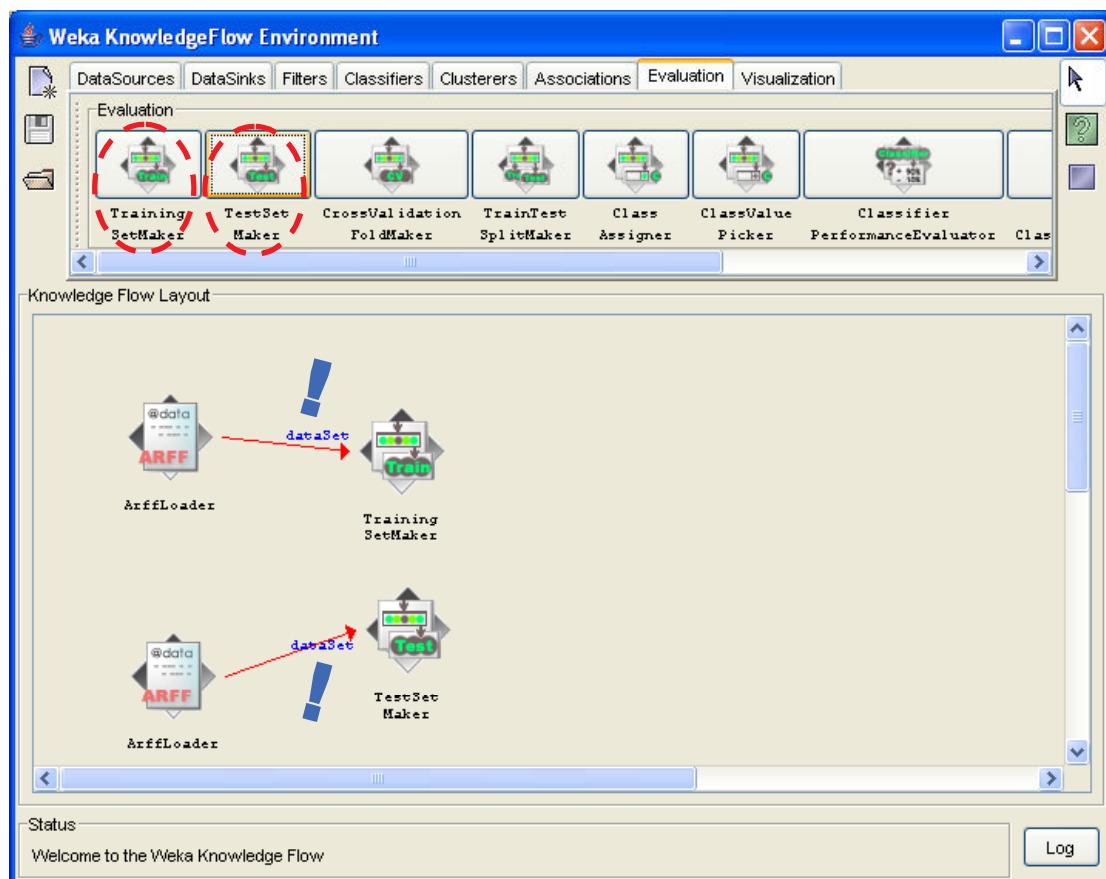 Weka KnowledgeFlow Environment
DataSources DataSinks Filters Classifiers Clusterers Associations Evaluation Visualization
Evaluation
Train Test CV
Training TestSet CrossValidation TrainTest Class ClassValue Classifier
SetMaker Maker FoldMaker SplitMaker Assigner Picker PerformanceEvaluator Clas
Knowledge Flow Layout
!
@data
ARFF
dataSet
Train
ArffLoader
Training
SetMaker
@data
ARFF
dataSet
Test
!
TestSet
Maker
ArffLoader
Status
Welcome to the Weka Knowledge Flow
Log